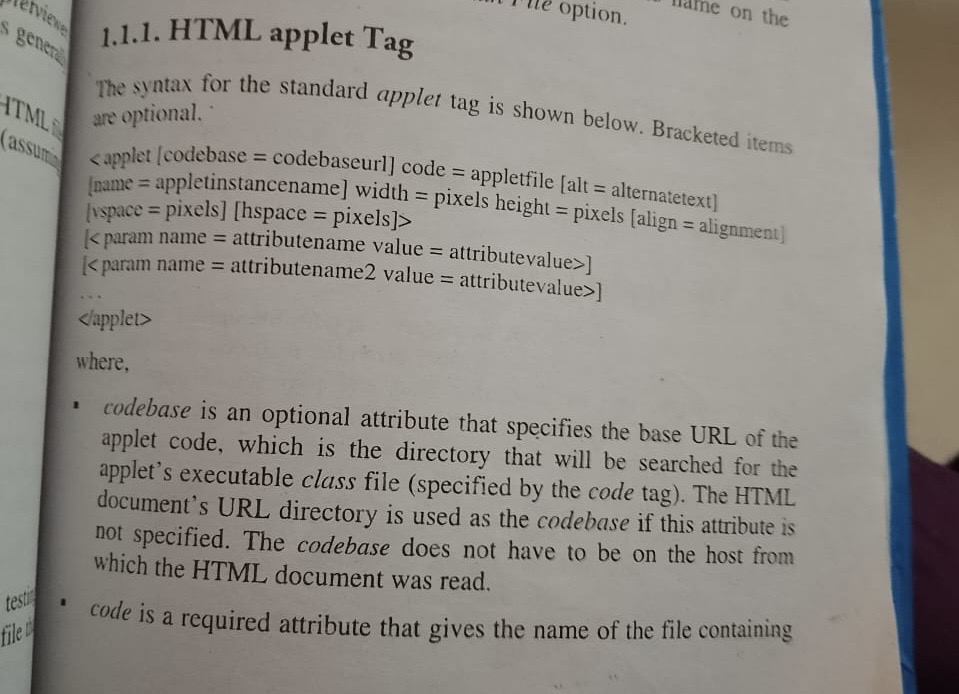 option.
name on the
1.1.1. HTML applet Tag
The syntax for the standard applet tag is shown below. Bracketed items
are optional.
<applet [codebase = codebaseurl] code = appletfile [alt = alternatetext]
[name = appletinstancename] width = pixels height = pixels [align = alignment]
[vspace = pixels] [hspace = pixels]>
[< param name = attributename value = attributevalue>]
[< param name = attributename2 value = attributevalue>]
...
</applet>
where,
▪ codebase is an optional attribute that specifies the base URL of the
applet code, which is the directory that will be searched for the
applet's executable class file (specified by the code tag). The HTML
document's URL directory is used as the codebase if this attribute is
not specified. The codebase does not have to be on the host from
which the HTML document was read.
▪ code is a required attribute that gives the name of the file containing